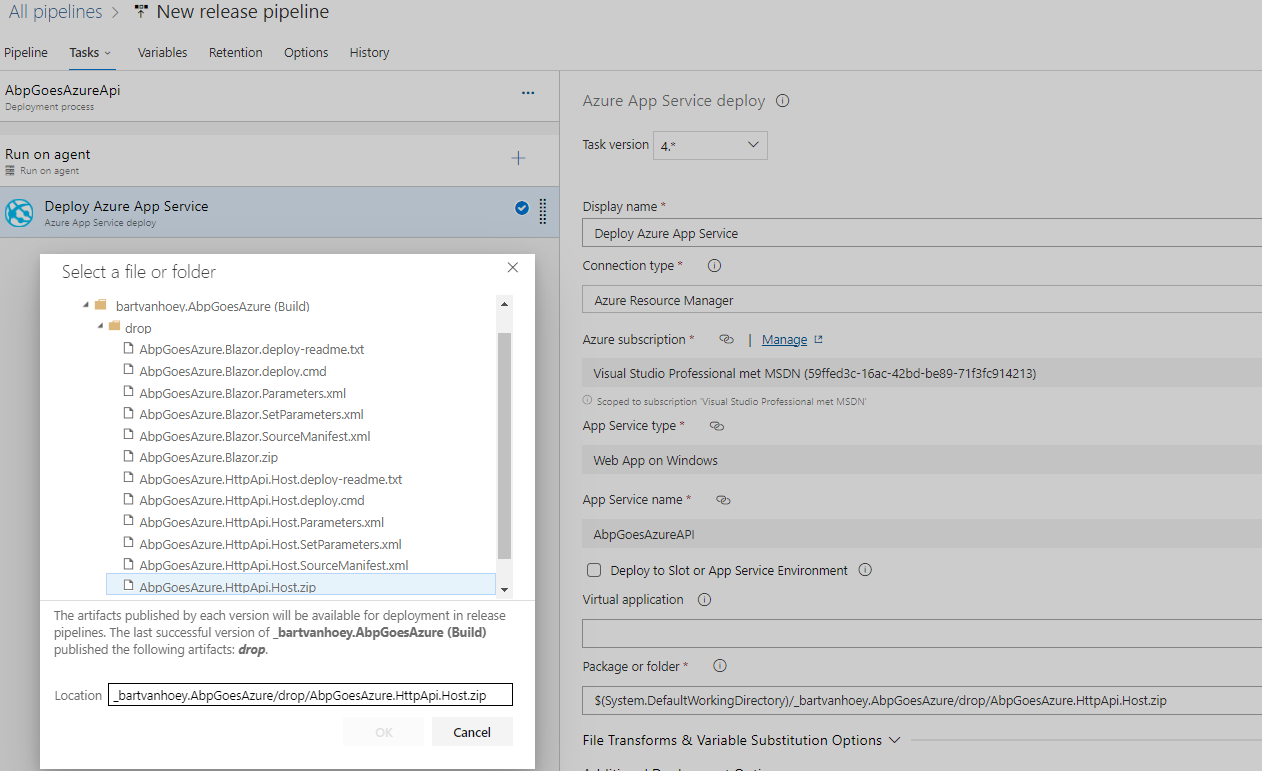 All pipelines > New release pipeline
Pipeline Tasks Variables Retention Options History
AbpGoesAzureApi
Deployment process
Run on agent
Run on agent
Deploy Azure App Service
Azure App Service deploy
Select a file or folder
bartvanhoey.AbpGoesAzure (Build)
drop
AbpGoesAzure.Blazor.deploy-readme.txt
AbpGoesAzure.Blazor.deploy.cmd
AbpGoesAzure.Blazor.Parameters.xml
AbpGoesAzure.Blazor.SetParameters.xml
AbpGoesAzure.Blazor.SourceManifest.xml
AbpGoesAzure.Blazor.zip
AbpGoesAzure.HttpApi.Host.deploy-readme.txt
AbpGoesAzure.HttpApi.Host.deploy.cmd
AbpGoesAzure.HttpApi.Host.Parameters.xml
AbpGoesAzure.HttpApi.Host.SetParameters.xml
AbpGoesAzure.HttpApi.Host.SourceManifest.xml
AbpGoesAzure.HttpApi.Host.zip
The artifacts published by each version will be available for deployment in release
pipelines. The last successful version of _bartvanhoey.AbpGoesAzure (Build)
published the following artifacts: drop.
Location _bartvanhoey.AbpGoesAzure/drop/AbpGoesAzure.HttpApi.Host.zip
OK Cancel
Azure App Service deploy
Task version 4.*
Display name *
Deploy Azure App Service
Connection type *
Azure Resource Manager
Azure subscription * | Manage
Visual Studio Professional met MSDN (59ffed3c-16ac-42bd-be89-71f3fc914213)
Scoped to subscription 'Visual Studio Professional met MSDN'
App Service type *
Web App on Windows
App Service name *
AbpGoesAzureAPI
Deploy to Slot or App Service Environment
Virtual application
Package or folder *
$(System.DefaultWorkingDirectory)/_bartvanhoey.AbpGoesAzure/drop/AbpGoesAzure.HttpApi.Host.zip
File Transforms & Variable Substitution Options